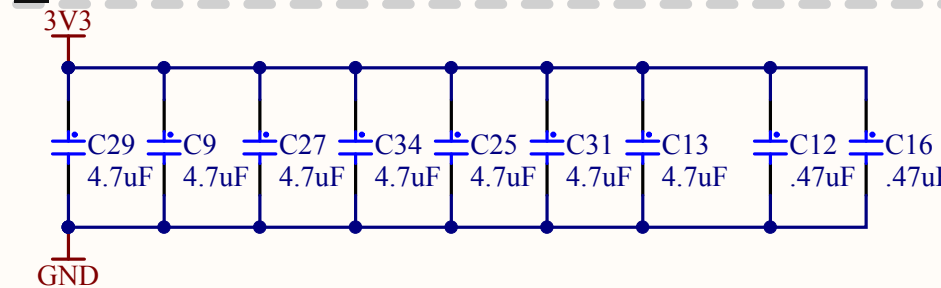 3V3
C29 C9 C27 C34 C25 C31 C13 C12 C16
4.7uF 4.7uF 4.7uF 4.7uF 4.7uF 4.7uF 4.7uF .47uF .47uF
GND